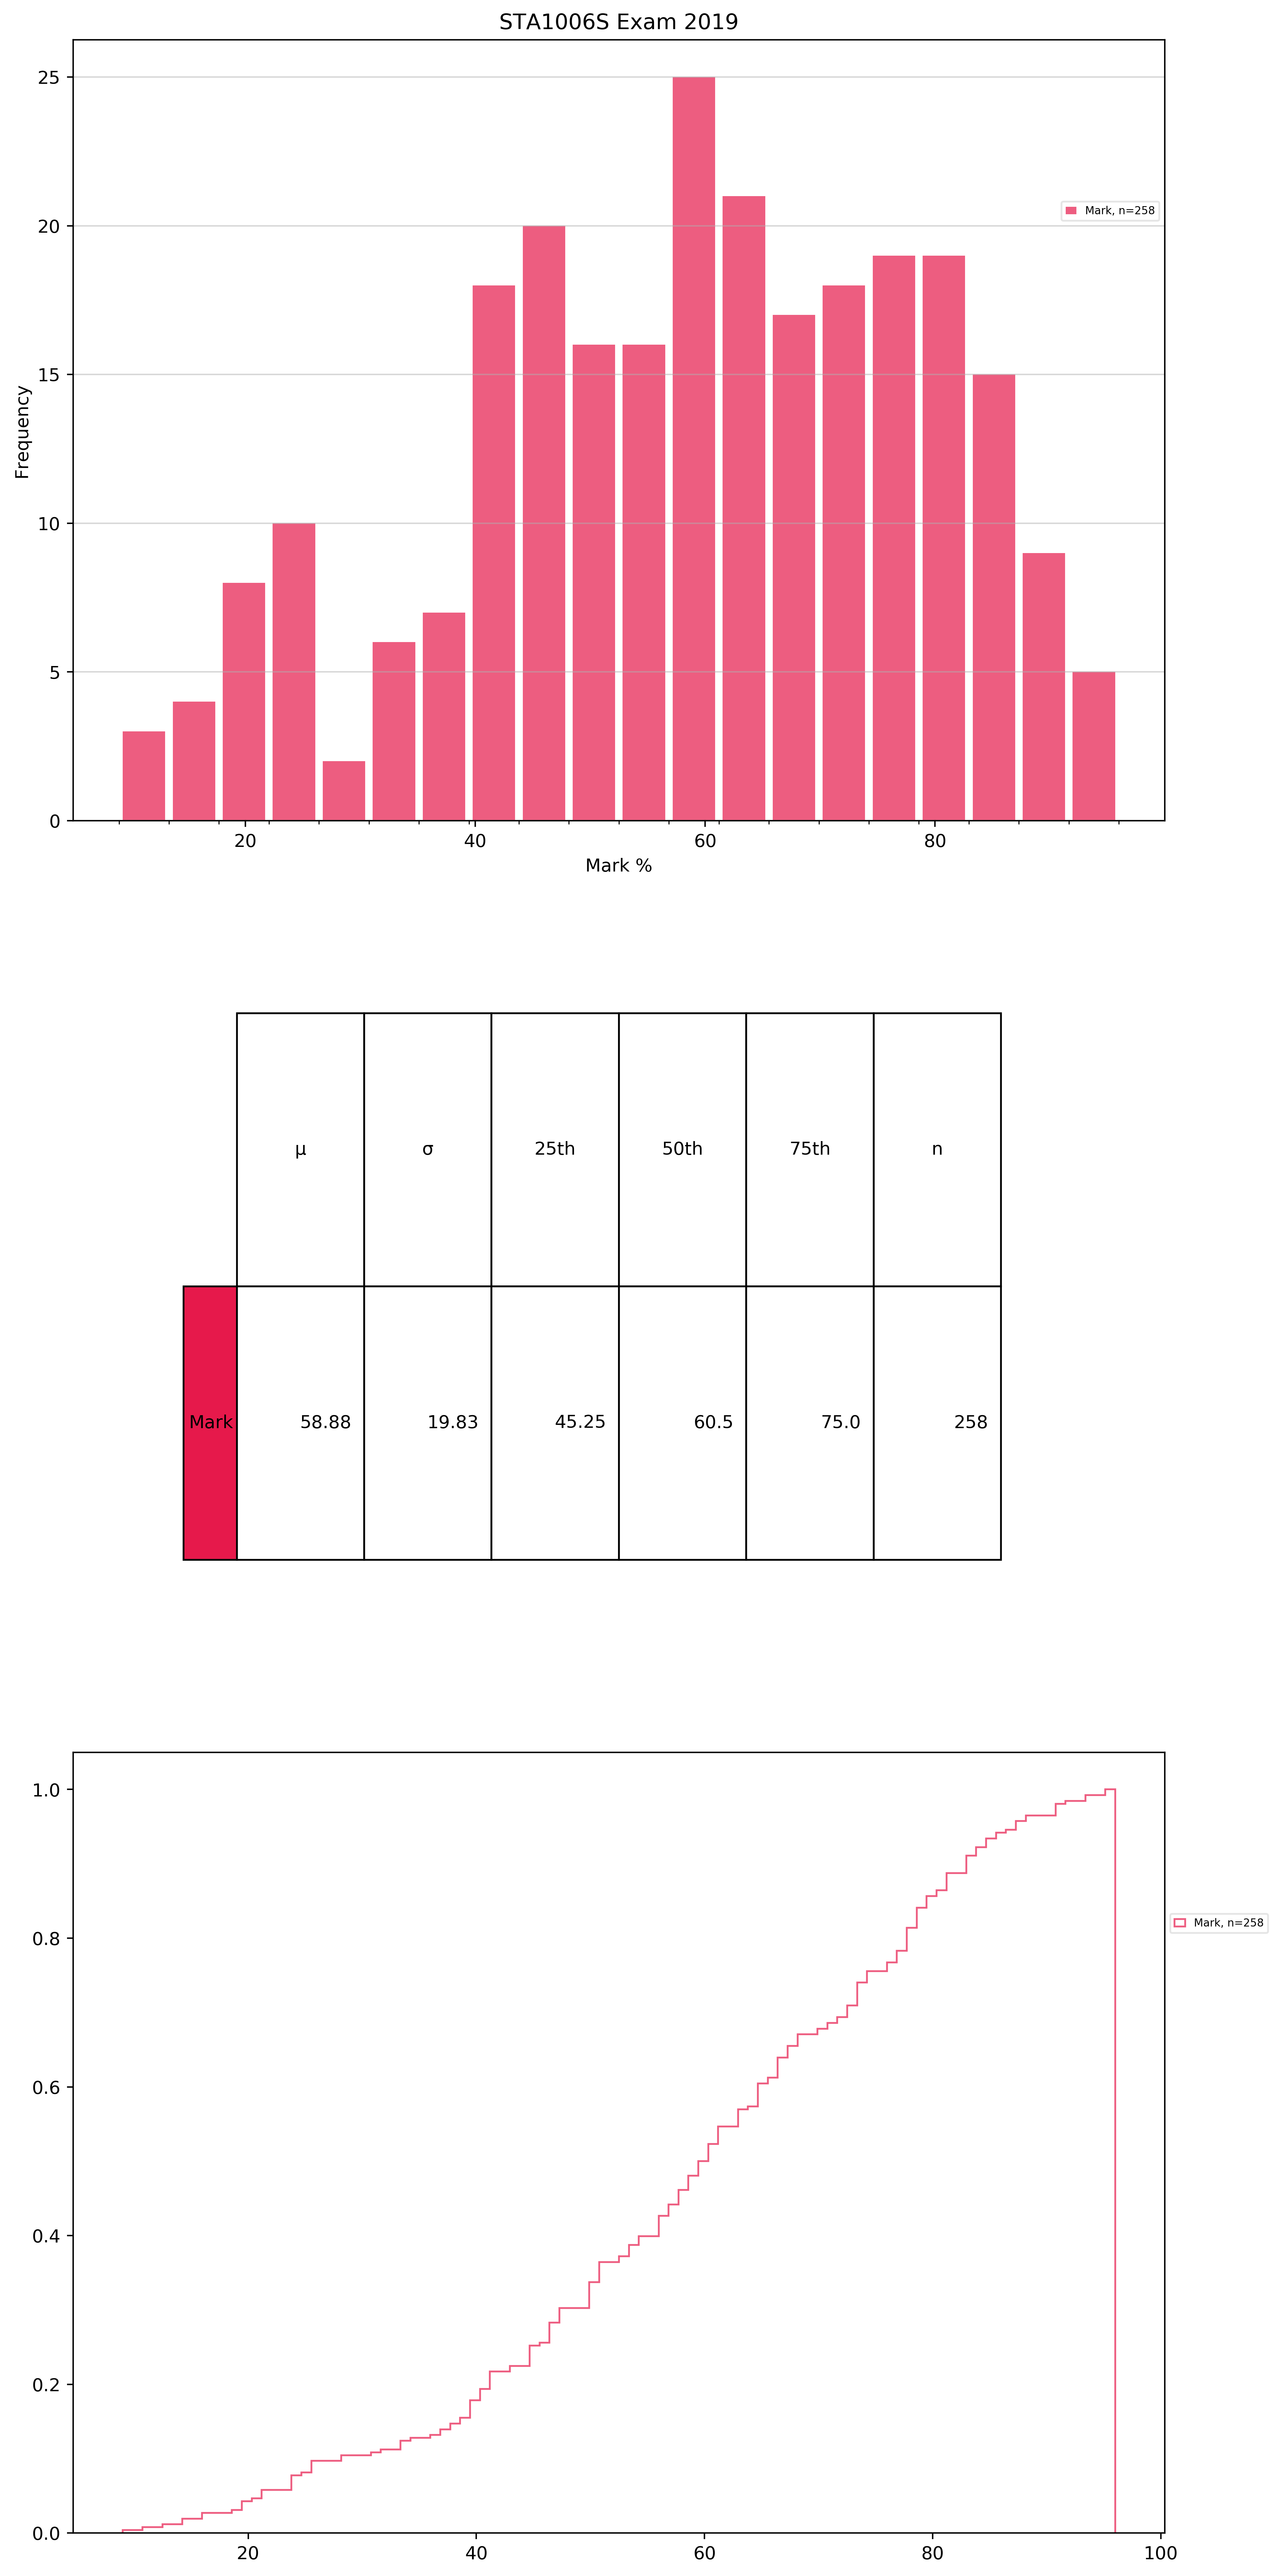 STA1006S Exam 2019
25
20
15
10
5
0
Frequency
Mark, n=258
20 40 60 80
Mark %
μ σ 25th 50th 75th n
Mark 58.88 19.83 45.25 60.5 75.0 258
1.0
0.8
0.6
0.4
0.2
0.0
Mark, n=258
20 40 60 80 100